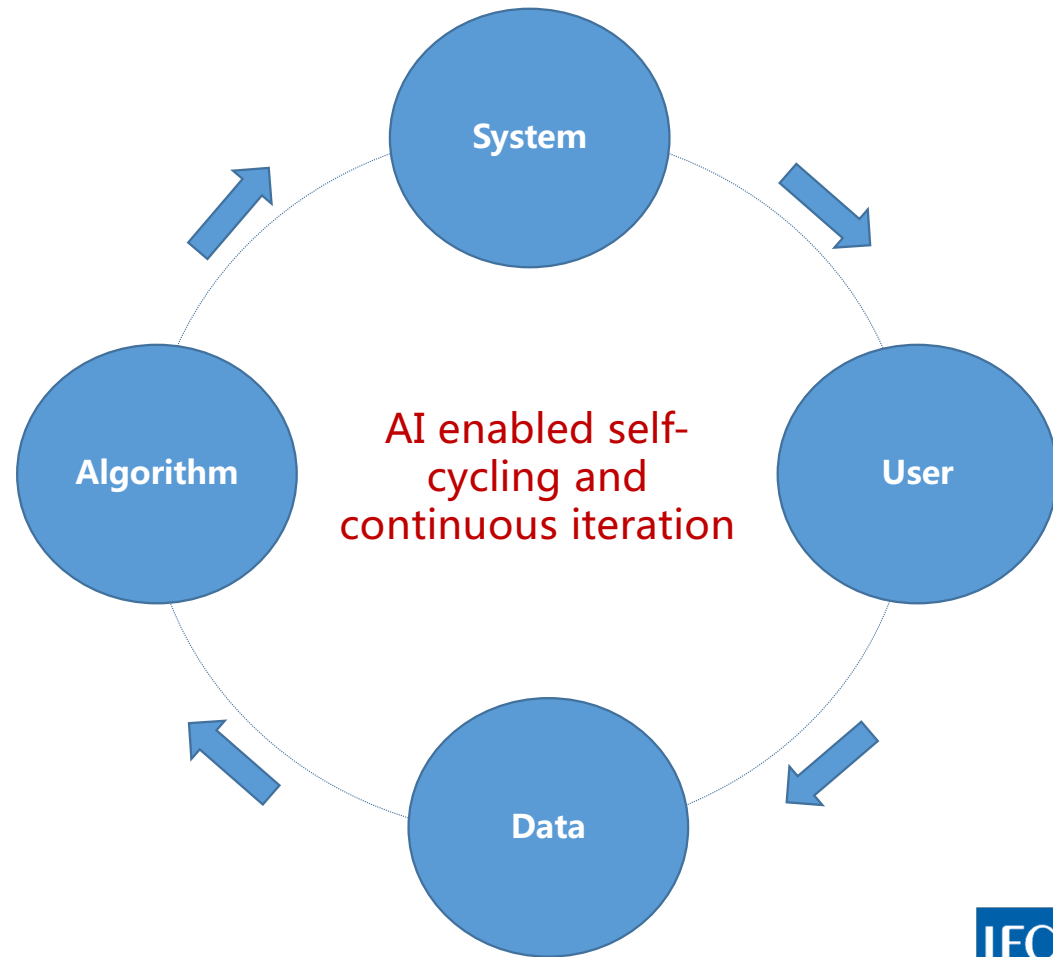 System
Algorithm
AI enabled self-
cycling and
continuous iteration
User
Data